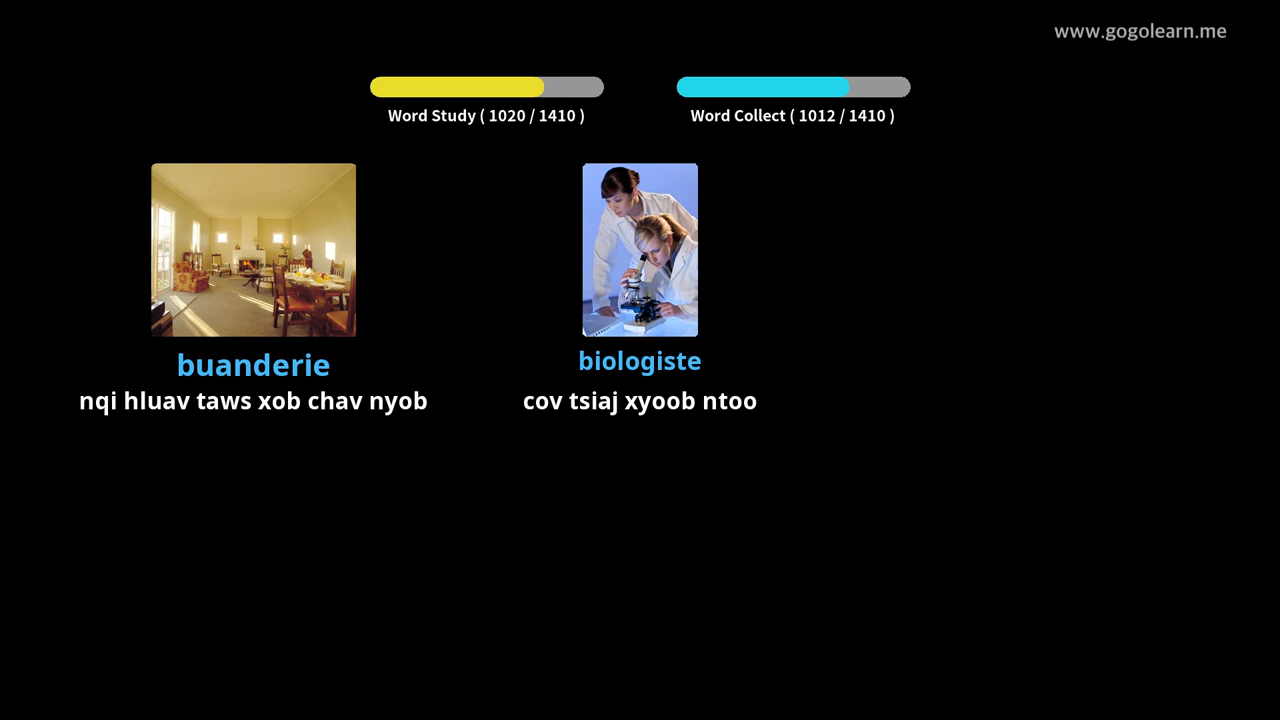 www.gogolearn.me
Word Study ( 1020 / 1410 )
Word Collect ( 1012 / 1410 )
buanderie
nqi hluav taws xob chav nyob
biologiste
cov tsiaj xyoob ntoo